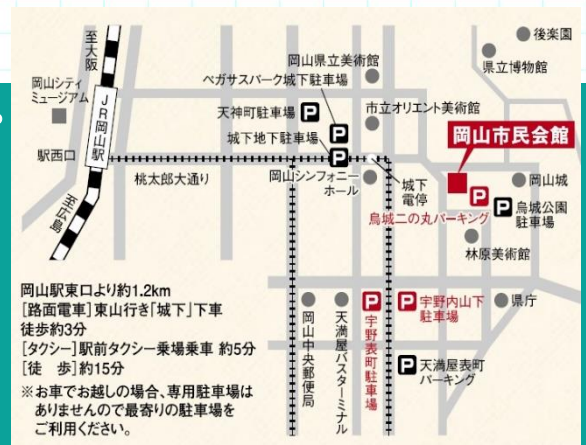 至大阪
岡山シティ
ミュージアム
JR岡山駅
駅西口
至広島
桃太郎大通り
岡山県立美術館
ペガサスパーク城下駐車場
天神町駐車場
P
P
城下地下駐車場
P
市立オリエント美術館
岡山シンフォニー
ホール
城下
電停
後楽園
県立博物館
岡山市民会館
岡山城
P
烏城二の丸パーキング
P
烏城公園
駐車場
林原美術館
岡山中央郵便局
天満屋バスターミナル
P
宇野表町駐車場
P
宇野内山下
駐車場
県庁
P
天満屋表町
パーキング
岡山駅東口より約1.2km
[路面電車]東山行き「城下」下車
徒歩約3分
[タクシー]駅前タクシー乗場乗車 約5分
[徒 歩]約15分
※お車でお越しの場合、専用駐車場は
ありませんので最寄りの駐車場を
ご利用ください。